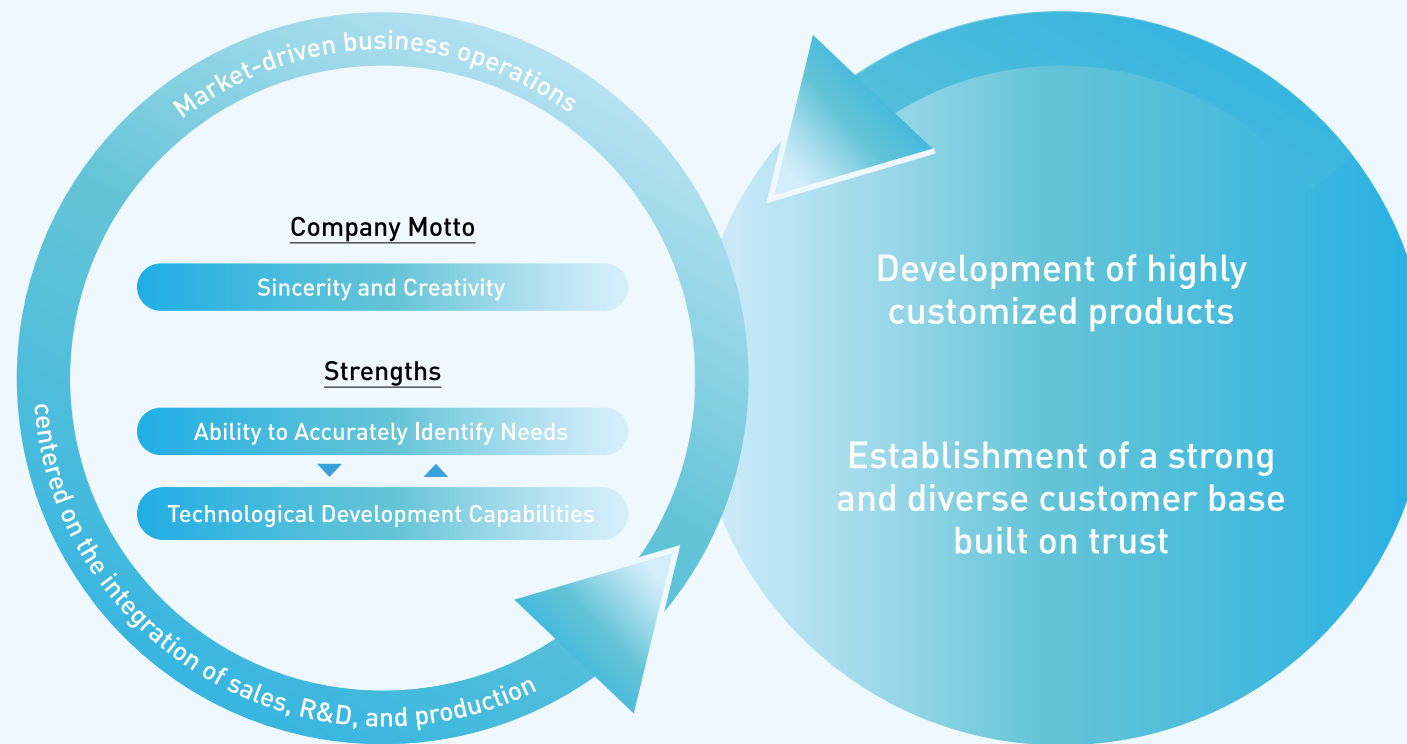 Market-driven business operations
centered on the integration of sales, R&D, and production
Company Motto
Sincerity and Creativity
Strengths
Ability to Accurately Identify Needs
Technological Development Capabilities
Development of highly
customized products
Establishment of a strong
and diverse customer base
built on trust